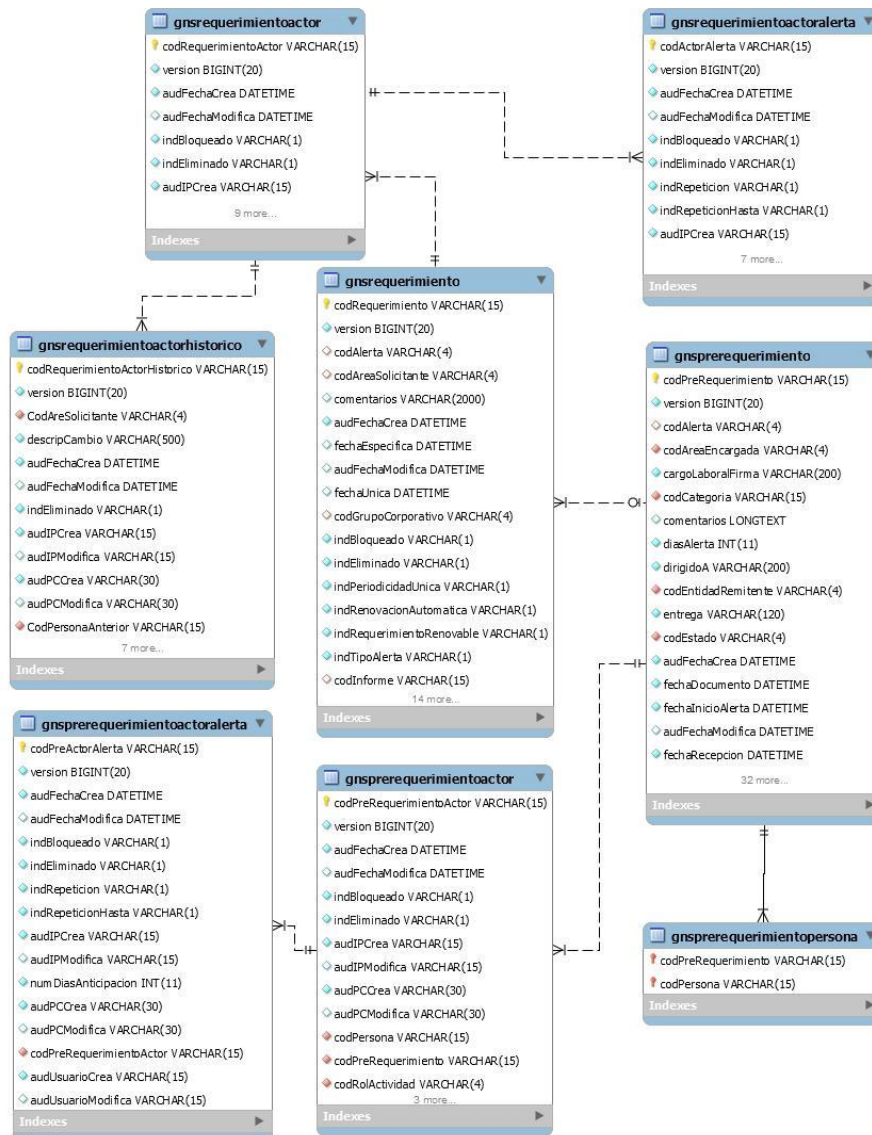 gnsrequerimientoactor
codRequerimientoActor VARCHAR(15)
version BIGINT(20)
audFechaCrea DATETIME
audFechaModifica DATETIME
indBloqueado VARCHAR(1)
indEliminado VARCHAR(1)
audIPCrea VARCHAR(15)
9 more...
Indexes
gnsrequerimientoactoralerta
codActorAlerta VARCHAR(15)
version BIGINT(20)
audFechaCrea DATETIME
audFechaModifica DATETIME
indBloqueado VARCHAR(1)
indEliminado VARCHAR(1)
indRepeticion VARCHAR(1)
indRepeticionHasta VARCHAR(1)
audIPCrea VARCHAR(15)
7 more...
Indexes
gnsrequerimientoactorhistorico
codRequerimientoActorHistorico VARCHAR(15)
version BIGINT(20)
CodAreSolicitante VARCHAR(4)
descripCambio VARCHAR(500)
audFechaCrea DATETIME
audFechaModifica DATETIME
indEliminado VARCHAR(1)
audIPCrea VARCHAR(15)
audIPModifica VARCHAR(15)
audPCCrea VARCHAR(30)
audPCModifica VARCHAR(30)
CodPersonaAnterior VARCHAR(15)
7 more...
Indexes
gnsrequerimiento
codRequerimiento VARCHAR(15)
version BIGINT(20)
codAlerta VARCHAR(4)
codAreaSolicitante VARCHAR(4)
comentarios VARCHAR(2000)
audFechaCrea DATETIME
fechaEspecifica DATETIME
audFechaModifica DATETIME
fechaUnica DATETIME
codGrupoCorporativo VARCHAR(4)
indBloqueado VARCHAR(1)
indEliminado VARCHAR(1)
indPeriodicidadUnica VARCHAR(1)
indRenovacionAutomatica VARCHAR(1)
indRequerimientoRenovable VARCHAR(1)
indTipoAlerta VARCHAR(1)
codInforme VARCHAR(15)
14 more...
Indexes
gnsprerequerimiento
codPreRequerimiento VARCHAR(15)
version BIGINT(20)
codAlerta VARCHAR(4)
codAreaEncargada VARCHAR(4)
cargoLaboralFirma VARCHAR(200)
codCategoria VARCHAR(15)
comentarios LONGTEXT
diasAlerta INT(11)
dirigidoA VARCHAR(200)
codEntidadRemitente VARCHAR(4)
entrega VARCHAR(120)
codEstado VARCHAR(4)
audFechaCrea DATETIME
fechaDocumento DATETIME
fechaInicioAlerta DATETIME
audFechaModifica DATETIME
fechaRecepcion DATETIME
32 more...
Indexes
gnsprerequerimientoactoralerta
codPreActorAlerta VARCHAR(15)
version BIGINT(20)
audFechaCrea DATETIME
audFechaModifica DATETIME
indBloqueado VARCHAR(1)
indEliminado VARCHAR(1)
indRepeticion VARCHAR(1)
indRepeticionHasta VARCHAR(1)
audIPCrea VARCHAR(15)
audIPModifica VARCHAR(15)
numDiasAnticipacion INT(11)
audPCCrea VARCHAR(30)
audPCModifica VARCHAR(30)
codPreRequerimientoActor VARCHAR(15)
audUsuarioCrea VARCHAR(15)
audUsuarioModifica VARCHAR(15)
Indexes
gnsprerequerimientoactor
codPreRequerimientoActor VARCHAR(15)
version BIGINT(20)
audFechaCrea DATETIME
audFechaModifica DATETIME
indBloqueado VARCHAR(1)
indEliminado VARCHAR(1)
audIPCrea VARCHAR(15)
audIPModifica VARCHAR(15)
audPCCrea VARCHAR(30)
audPCModifica VARCHAR(30)
codPersona VARCHAR(15)
codPreRequerimiento VARCHAR(15)
codRolActividad VARCHAR(4)
3 more...
Indexes
gnsprerequerimientopersona
codPreRequerimiento VARCHAR(15)
codPersona VARCHAR(15)
Indexes